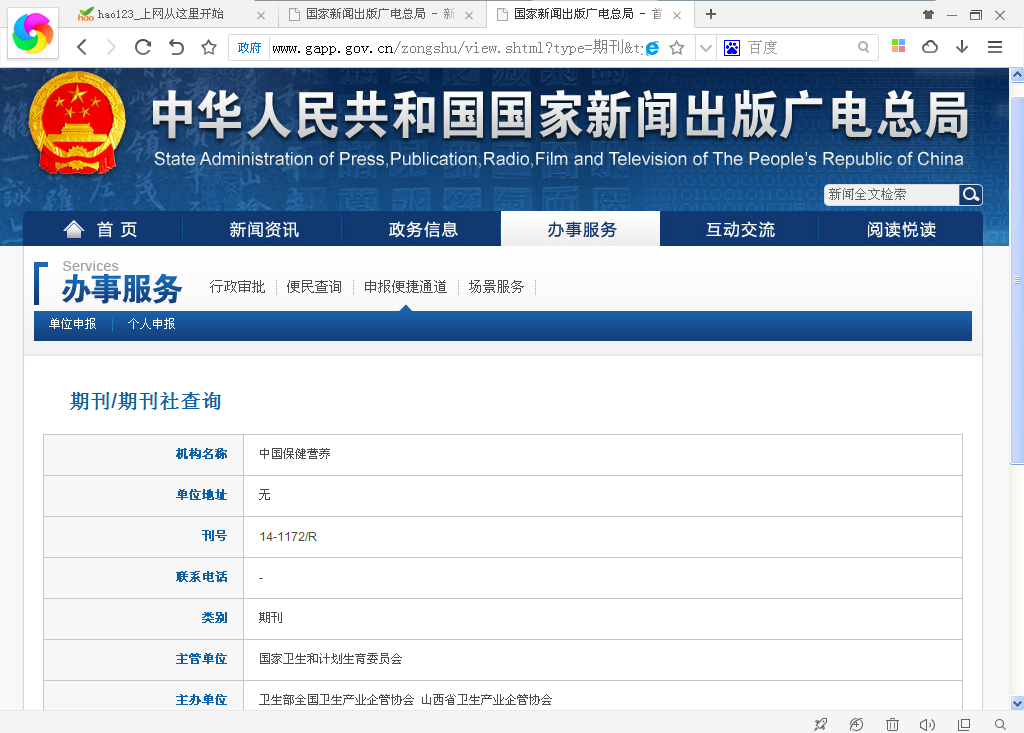 hao123_上网从这里开始
国家新闻出版广电总局 - 新
国家新闻出版广电总局 - 首
政府 www.gapp.gov.cn/zongshu/view.shtml?type=期刊&ty
百度
中华人民共和国国家新闻出版广电总局
State Administration of Press,Publication,Radio,Film and Television of The People's Republic of China
新闻全文检索
首 页 新闻资讯 政务信息 办事服务 互动交流 阅读悦读
Services
办事服务 行政审批 便民查询 申报便捷通道 场景服务
单位申报 个人申报
期刊/期刊社查询
机构名称 中国保健营养
单位地址 无
刊号 14-1172/R
联系电话 -
类别 期刊
主管单位 国家卫生和计划生育委员会
主办单位 卫生部全国卫生产业企管协会 山西省卫生产业企管协会